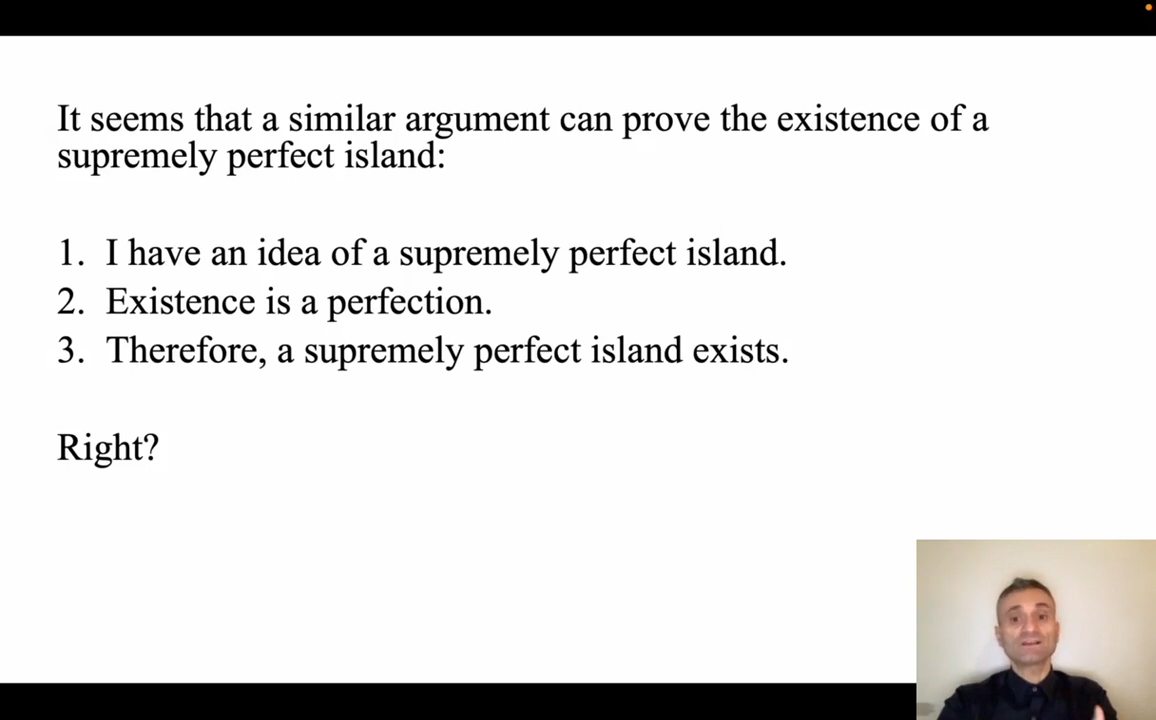 It seems that a similar argument can prove the existence of a
supremely perfect island:
1. I have an idea of a supremely perfect island.
2. Existence is a perfection.
3. Therefore, a supremely perfect island exists.
Right?